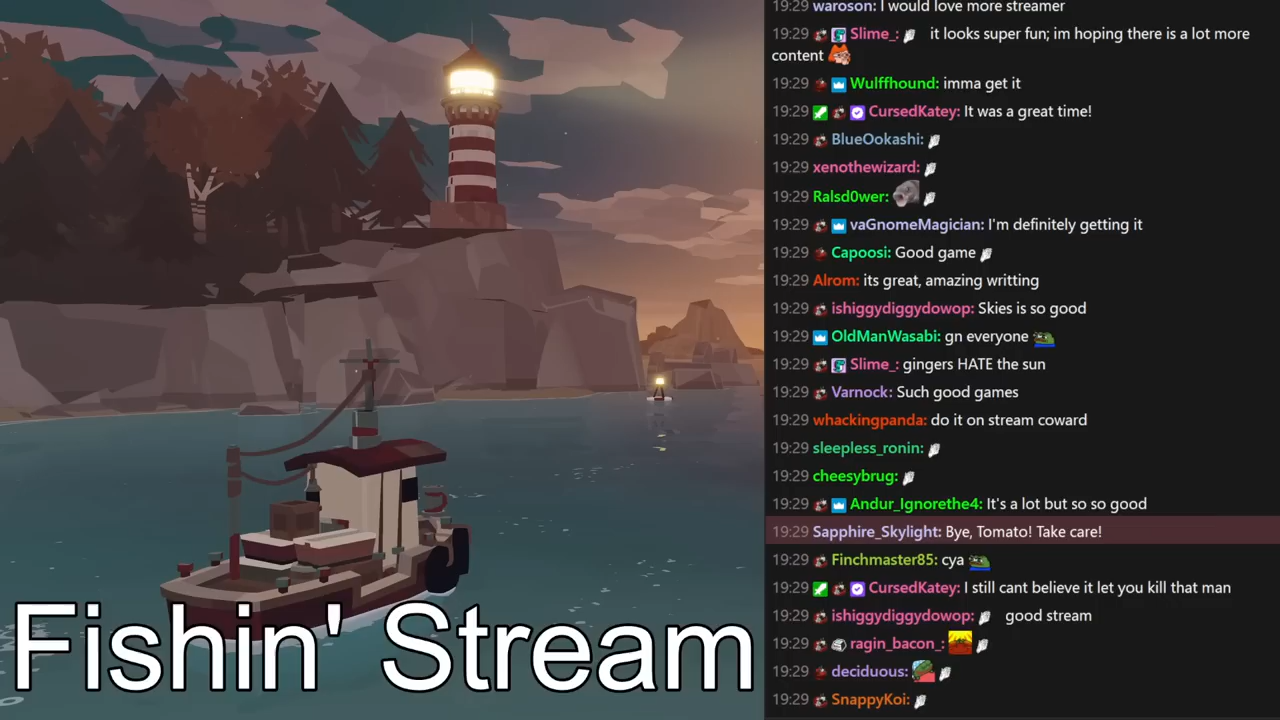 19:29 waroson: I would love more streamer
19:29 Slime_: it looks super fun; im hoping there is a lot more
content
19:29 Wulffhound: imma get it
19:29 CursedKatey: It was a great time!
19:29 BlueOokashi:
19:29 xenothewizard:
19:29 Ralsd0wer:
19:29 vaGnomeMagician: I'm definitely getting it
19:29 Capoosi: Good game
19:29 Alrom: its great, amazing writting
19:29 ishiggydiggydowop: Skies is so good
19:29 OldManWasabi: gn everyone
19:29 Slime_: gingers HATE the sun
19:29 Varnock: Such good games
19:29 whackingpanda: do it on stream coward
19:29 sleepless_ronin:
19:29 cheesybrug:
19:29 Andur_Ignorethe4: It's a lot but so so good
19:29 Sapphire_Skylight: Bye, Tomato! Take care!
19:29 Finchmaster85: cya
19:29 CursedKatey: I still cant believe it let you kill that man
19:29 ishiggydiggydowop: good stream
19:29 ragin_bacon_:
19:29 deciduous:
19:29 SnappyKoi:
Fishin' Stream